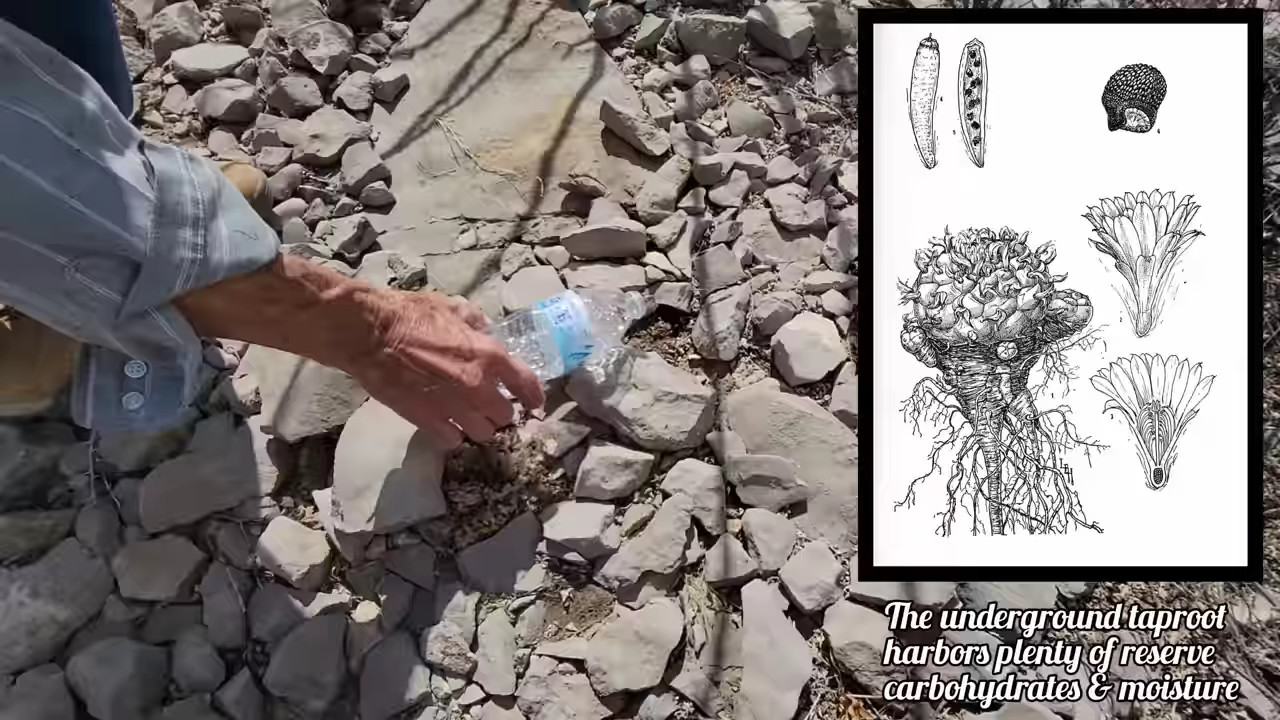 The underground taproot
harbors plenty of reserve
carbohydrates & moisture